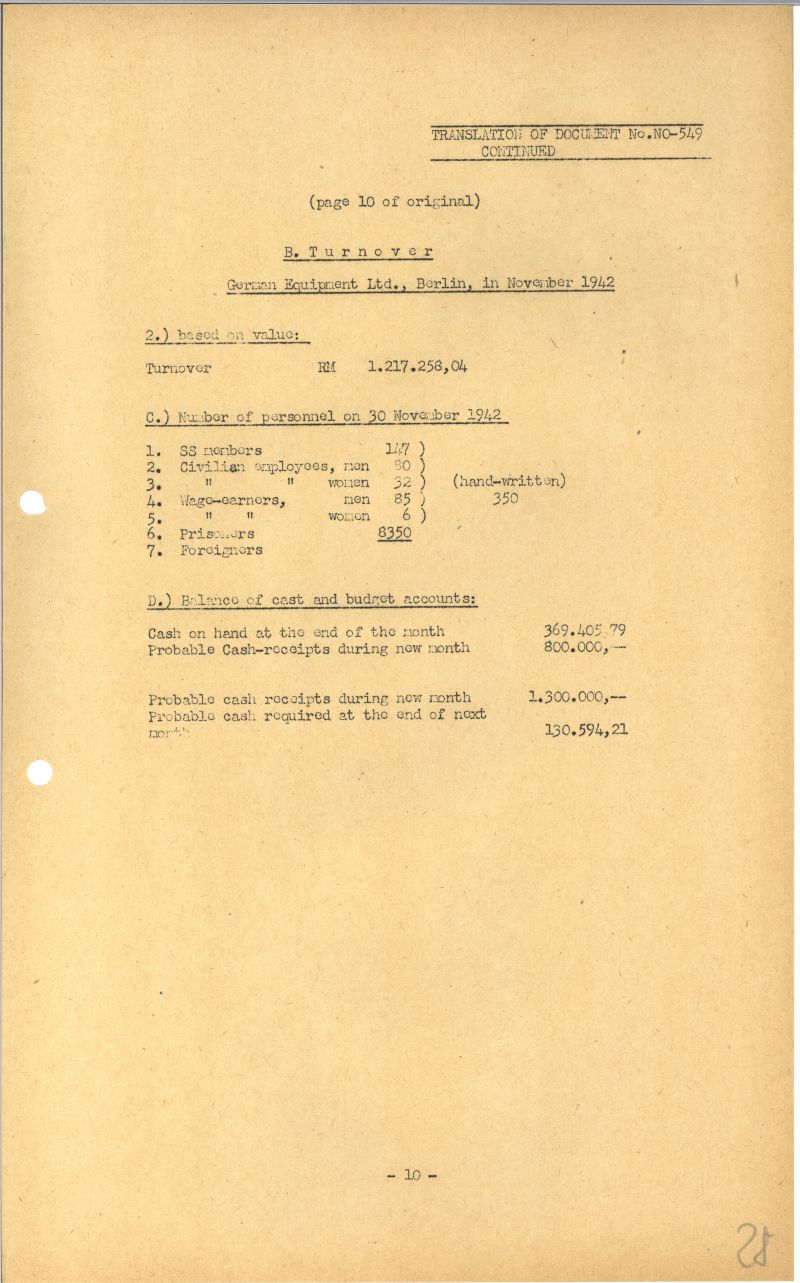 TRANSLATION OF DOCUMENT No.NO-549
CONTINUED
(page 10 of original)
B. T u r n o v e r
German Equipment Ltd., Berlin, in November 1942
2.) based on value:
Turnover RM 1.217.258,04
C.) Number of personnel on 30 November 1942
1. SS members 147 )
2. Civilian employees, men 80 )
3. " " women 32 ) (hand-written)
4. Wage-earners, men 85 ) 350
5. " " women 6 )
6. Prisoners 8350
7. Foreigners
D.) Balance of cast and budget accounts:
Cash on hand at the end of the month 369.405,79
Probable Cash-receipts during new month 800.000,--
Probable cash receipts during new month 1.300.000,--
Probable cash required at the end of next
month 130.594,21
- 10 -